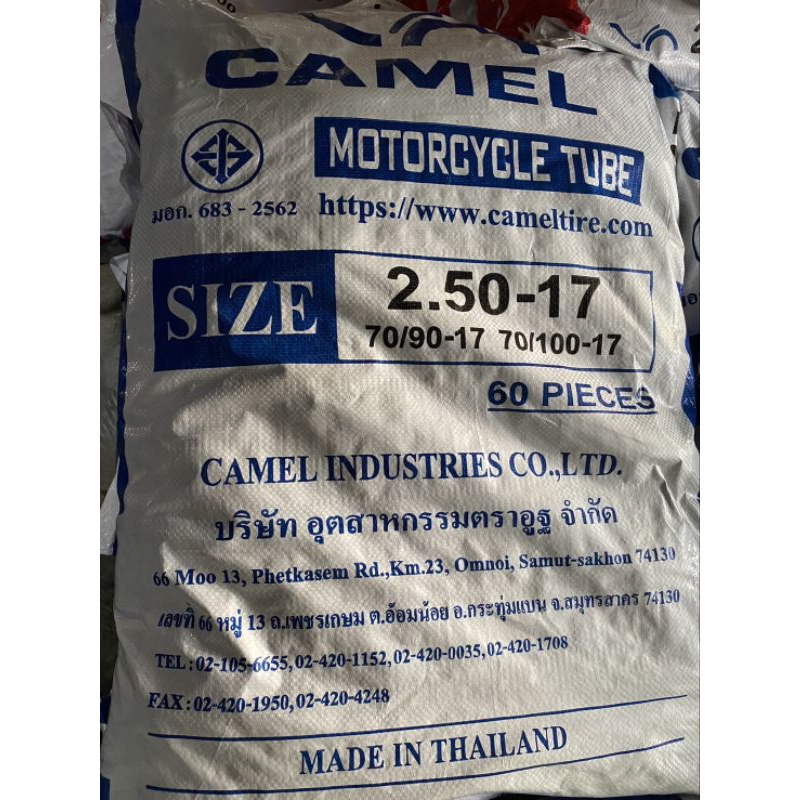 CAMEL
MOTORCYCLE TUBE
มอก. 683 - 2562
https://www.cameltire.com
SIZE
2.50-17
70/90-17 70/100-17
60 PIECES
CAMEL INDUSTRIES CO.,LTD.
บริษัท อุตสาหกรรมตราอูฐ จำกัด
66 Moo 13, Phetkasem Rd.,Km.23, Omnoi, Samut-sakhon 74130
เลขที่ 66 หมู่ 13 ถ.เพชรเกษม ต.อ้อมน้อย อ.กระทุ่มแบน จ.สมุทรสาคร 74130
TEL : 02-105-6655, 02-420-1152, 02-420-0035, 02-420-1708
FAX : 02-420-1950, 02-420-4248
MADE IN THAILAND